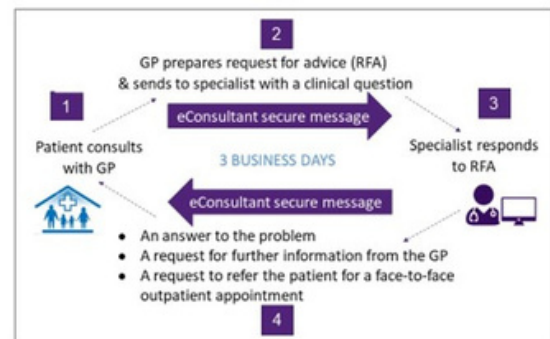 2
GP prepares request for advice (RFA)
& sends to specialist with a clinical question
1
eConsultant secure message
3
Patient consults
with GP
3 BUSINESS DAYS
Specialist responds
to RFA
eConsultant secure message
• An answer to the problem
• A request for further information from the GP
• A request to refer the patient for a face-to-face
outpatient appointment
4